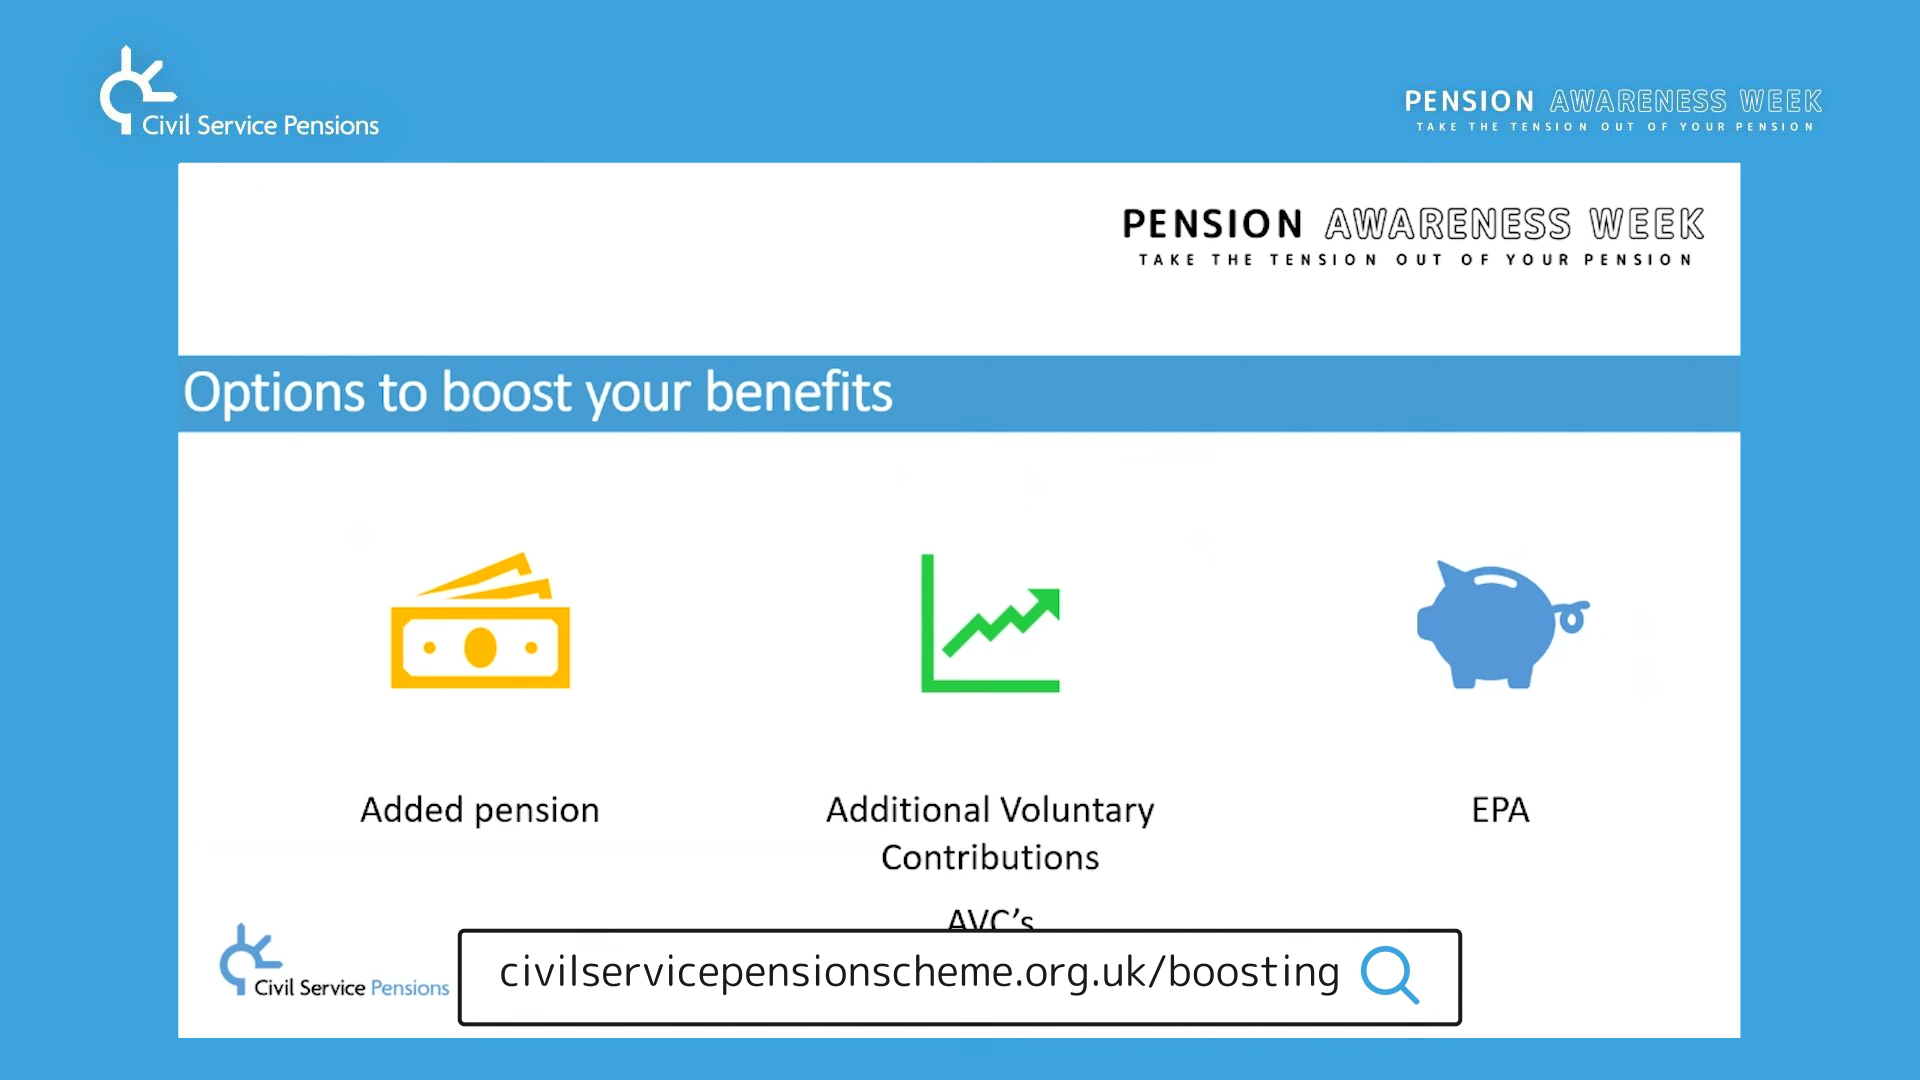 Civil Service Pensions
PENSION AWARENESS WEEK
TAKE THE TENSION OUT OF YOUR PENSION
PENSION AWARENESS WEEK
TAKE THE TENSION OUT OF YOUR PENSION
Options to boost your benefits
Added pension
Additional Voluntary
Contributions
AVC’s
EPA
Civil Service Pensions
civilservicepensionscheme.org.uk/boosting